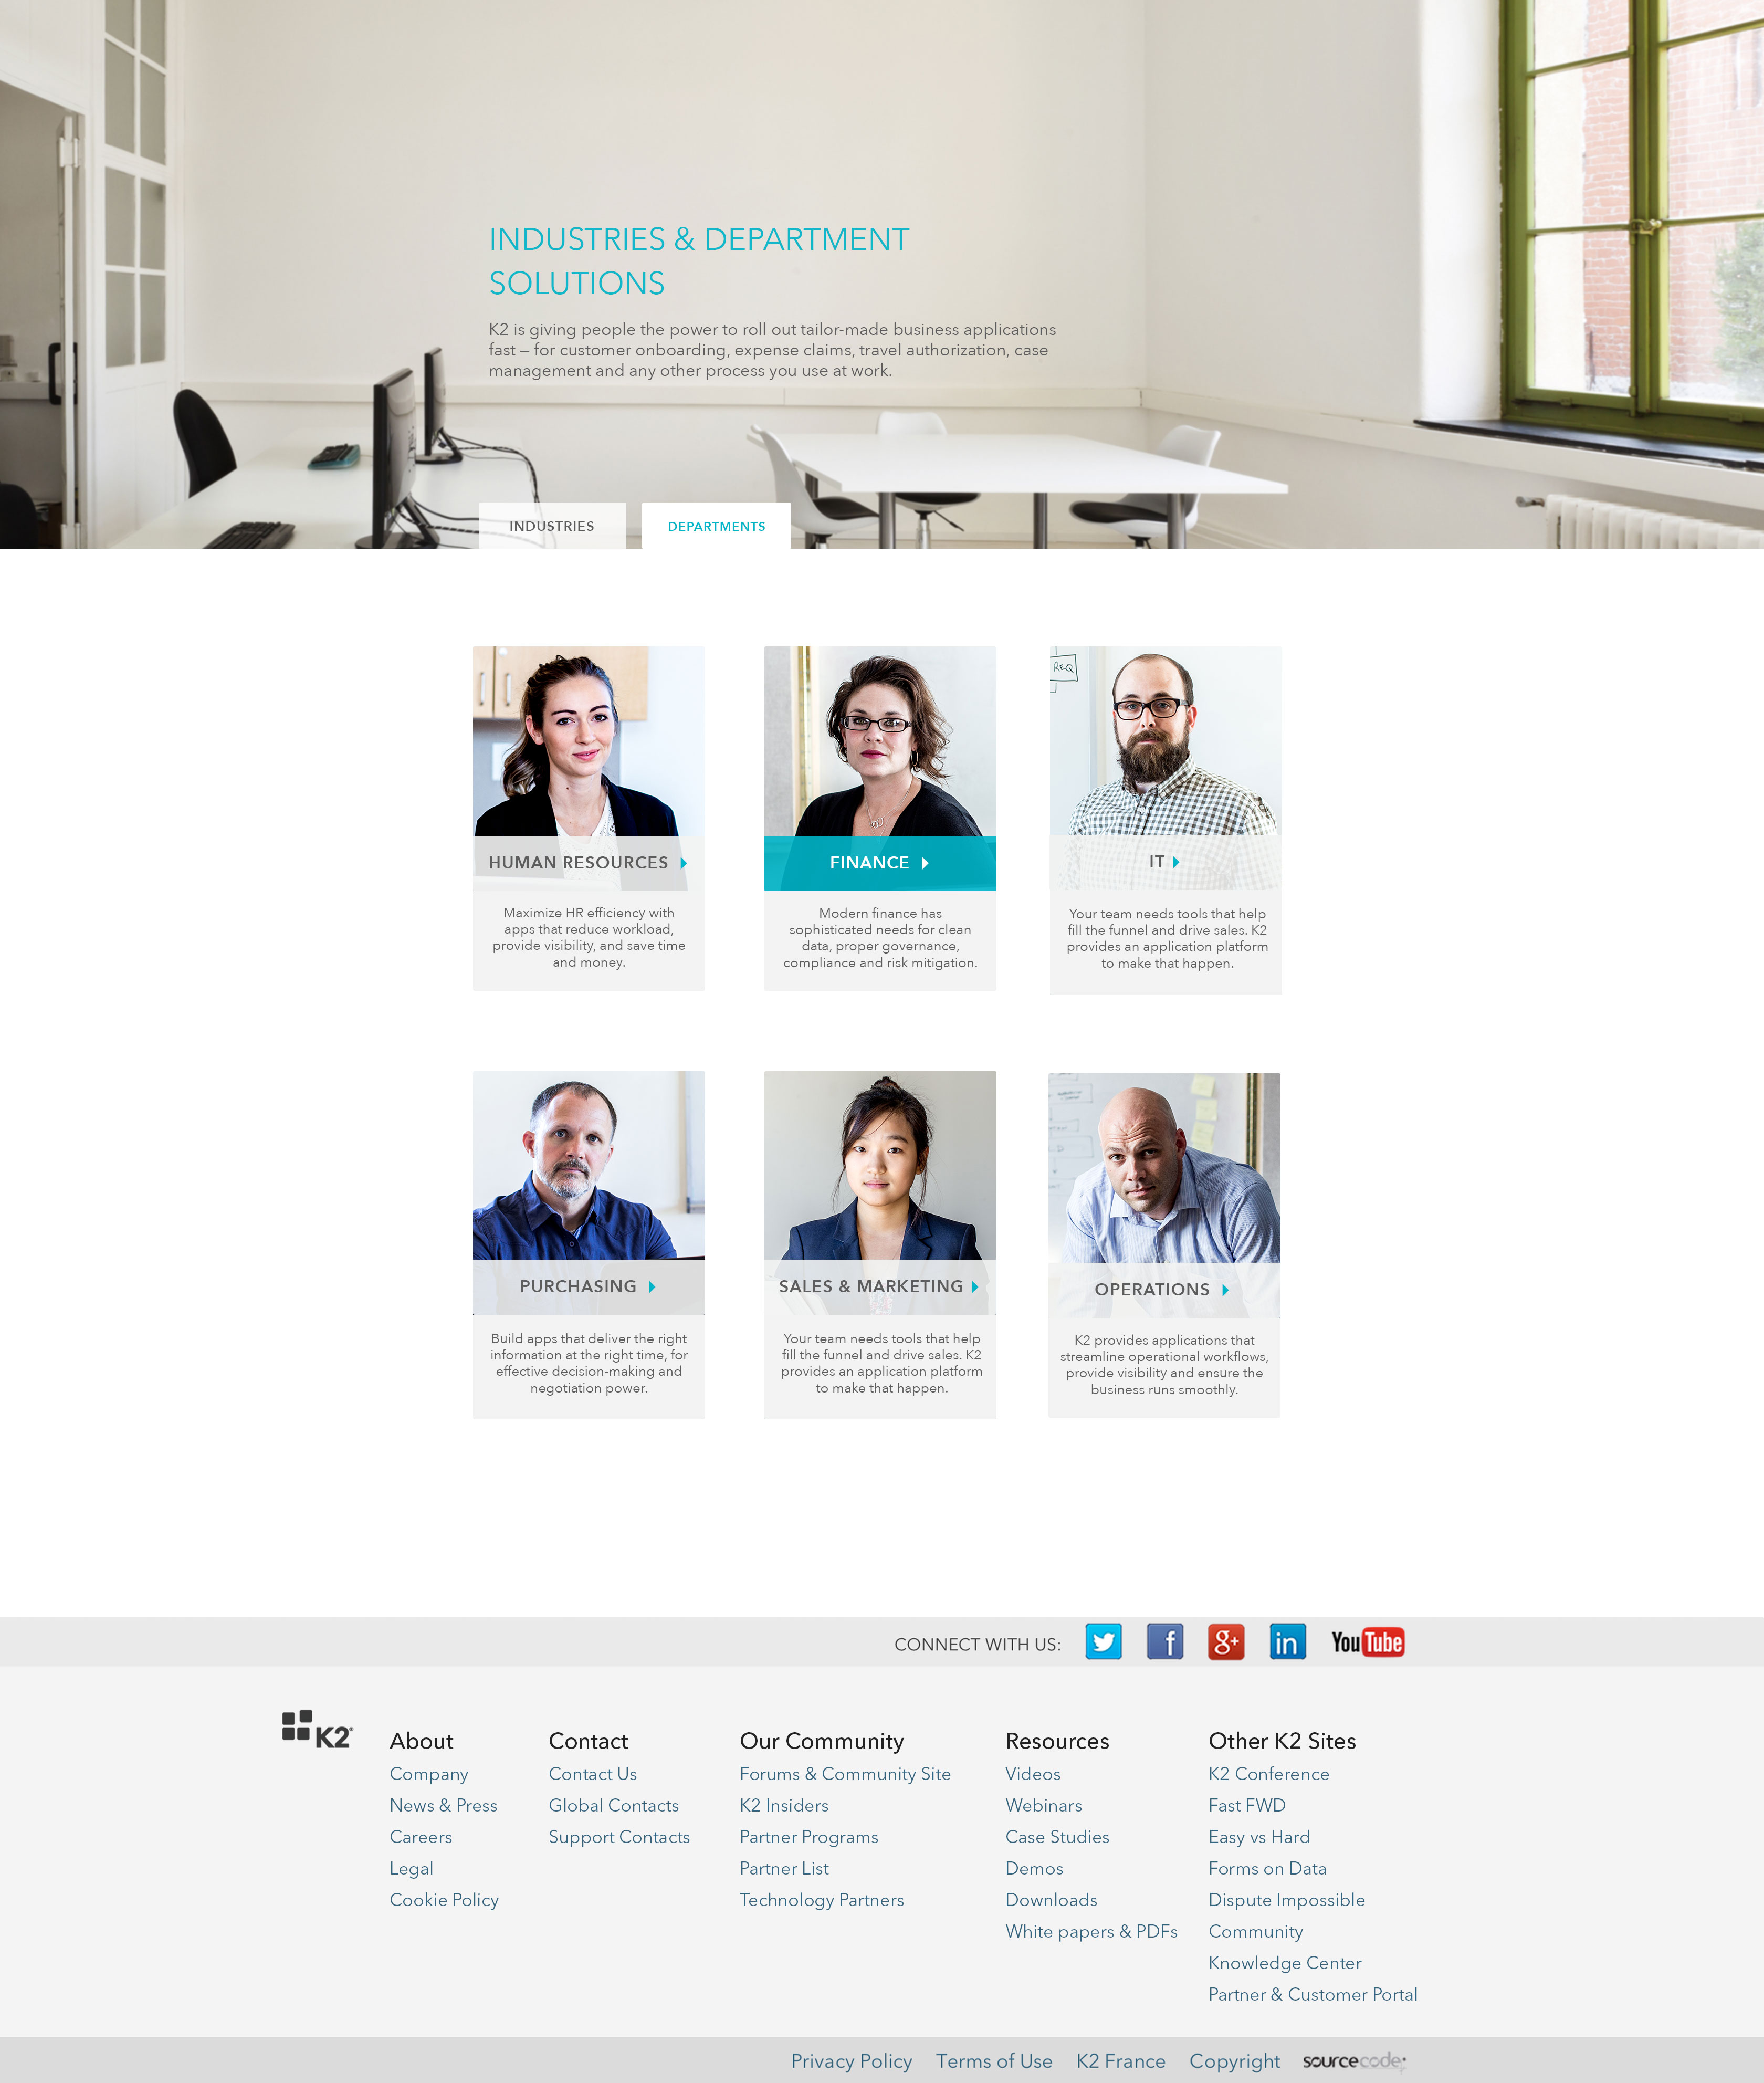 INDUSTRIES & DEPARTMENT
SOLUTIONS
K2 is giving people the power to roll out tailor-made business applications
fast — for customer onboarding, expense claims, travel authorization, case
management and any other process you use at work.
INDUSTRIES
DEPARTMENTS
REQ
HUMAN RESOURCES
Maximize HR efficiency with
apps that reduce workload,
provide visibility, and save time
and money.
FINANCE
Modern finance has
sophisticated needs for clean
data, proper governance,
compliance and risk mitigation.
IT
Your team needs tools that help
fill the funnel and drive sales. K2
provides an application platform
to make that happen.
PURCHASING
Build apps that deliver the right
information at the right time, for
effective decision-making and
negotiation power.
SALES & MARKETING
Your team needs tools that help
fill the funnel and drive sales. K2
provides an application platform
to make that happen.
OPERATIONS
K2 provides applications that
streamline operational workflows,
provide visibility and ensure the
business runs smoothly.
CONNECT WITH US:
f
g+
in
YouTube
K2
About
Company
News & Press
Careers
Legal
Cookie Policy
Contact
Contact Us
Global Contacts
Support Contacts
Our Community
Forums & Community Site
K2 Insiders
Partner Programs
Partner List
Technology Partners
Resources
Videos
Webinars
Case Studies
Demos
Downloads
White papers & PDFs
Other K2 Sites
K2 Conference
Fast FWD
Easy vs Hard
Forms on Data
Dispute Impossible
Community
Knowledge Center
Partner & Customer Portal
Privacy Policy
Terms of Use
K2 France
Copyright
sourcecode